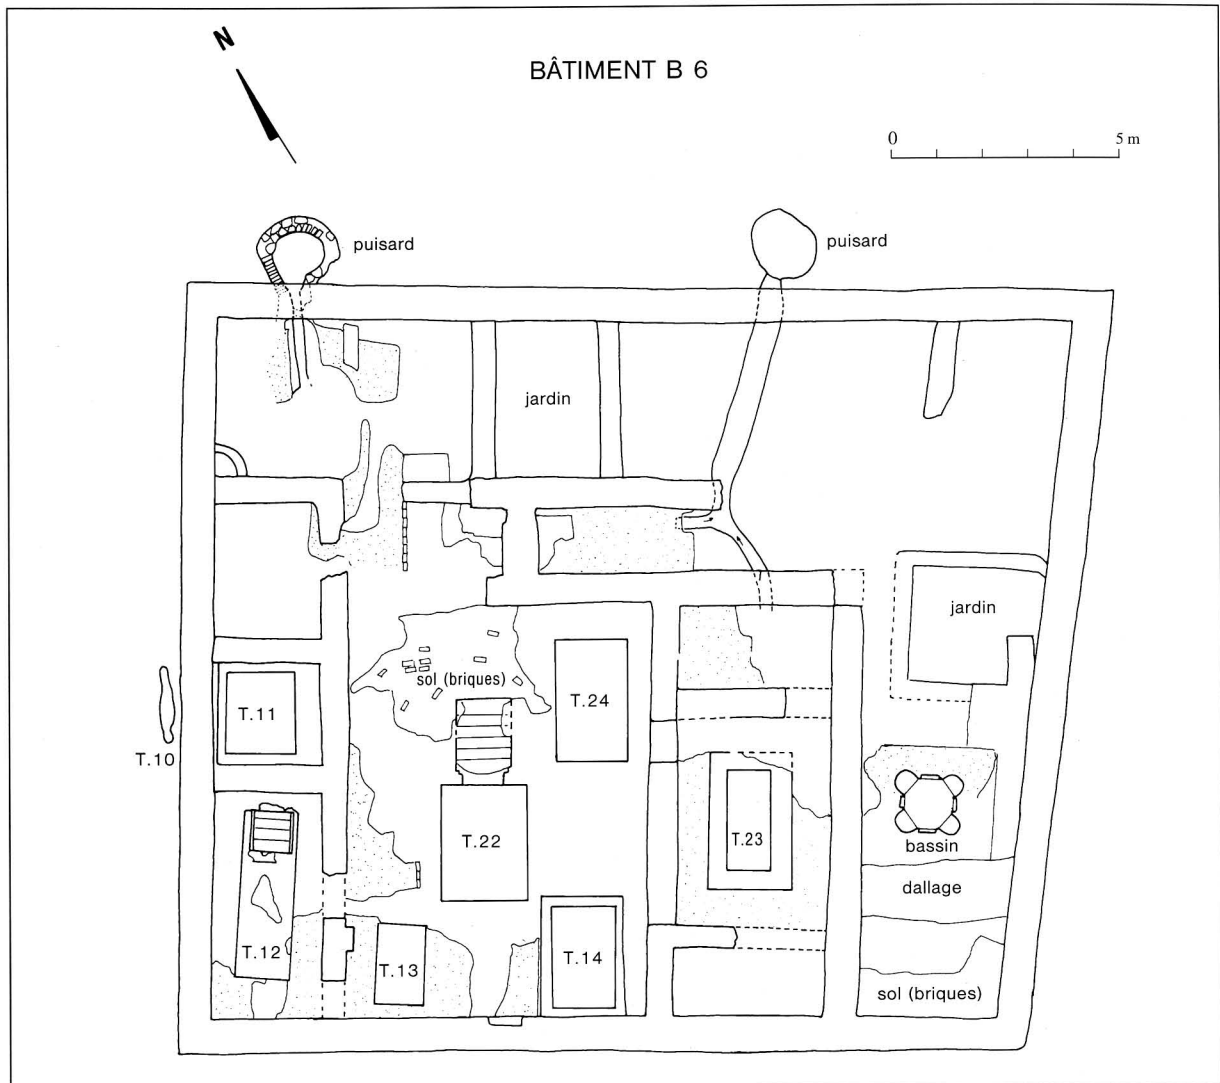 N
BÂTIMENT B 6
0 5 m
puisard
puisard
jardin
jardin
sol (briques)
T.11
T.24
T.10
T.22
T.23
bassin
dallage
T.12
T.13
T.14
sol (briques)